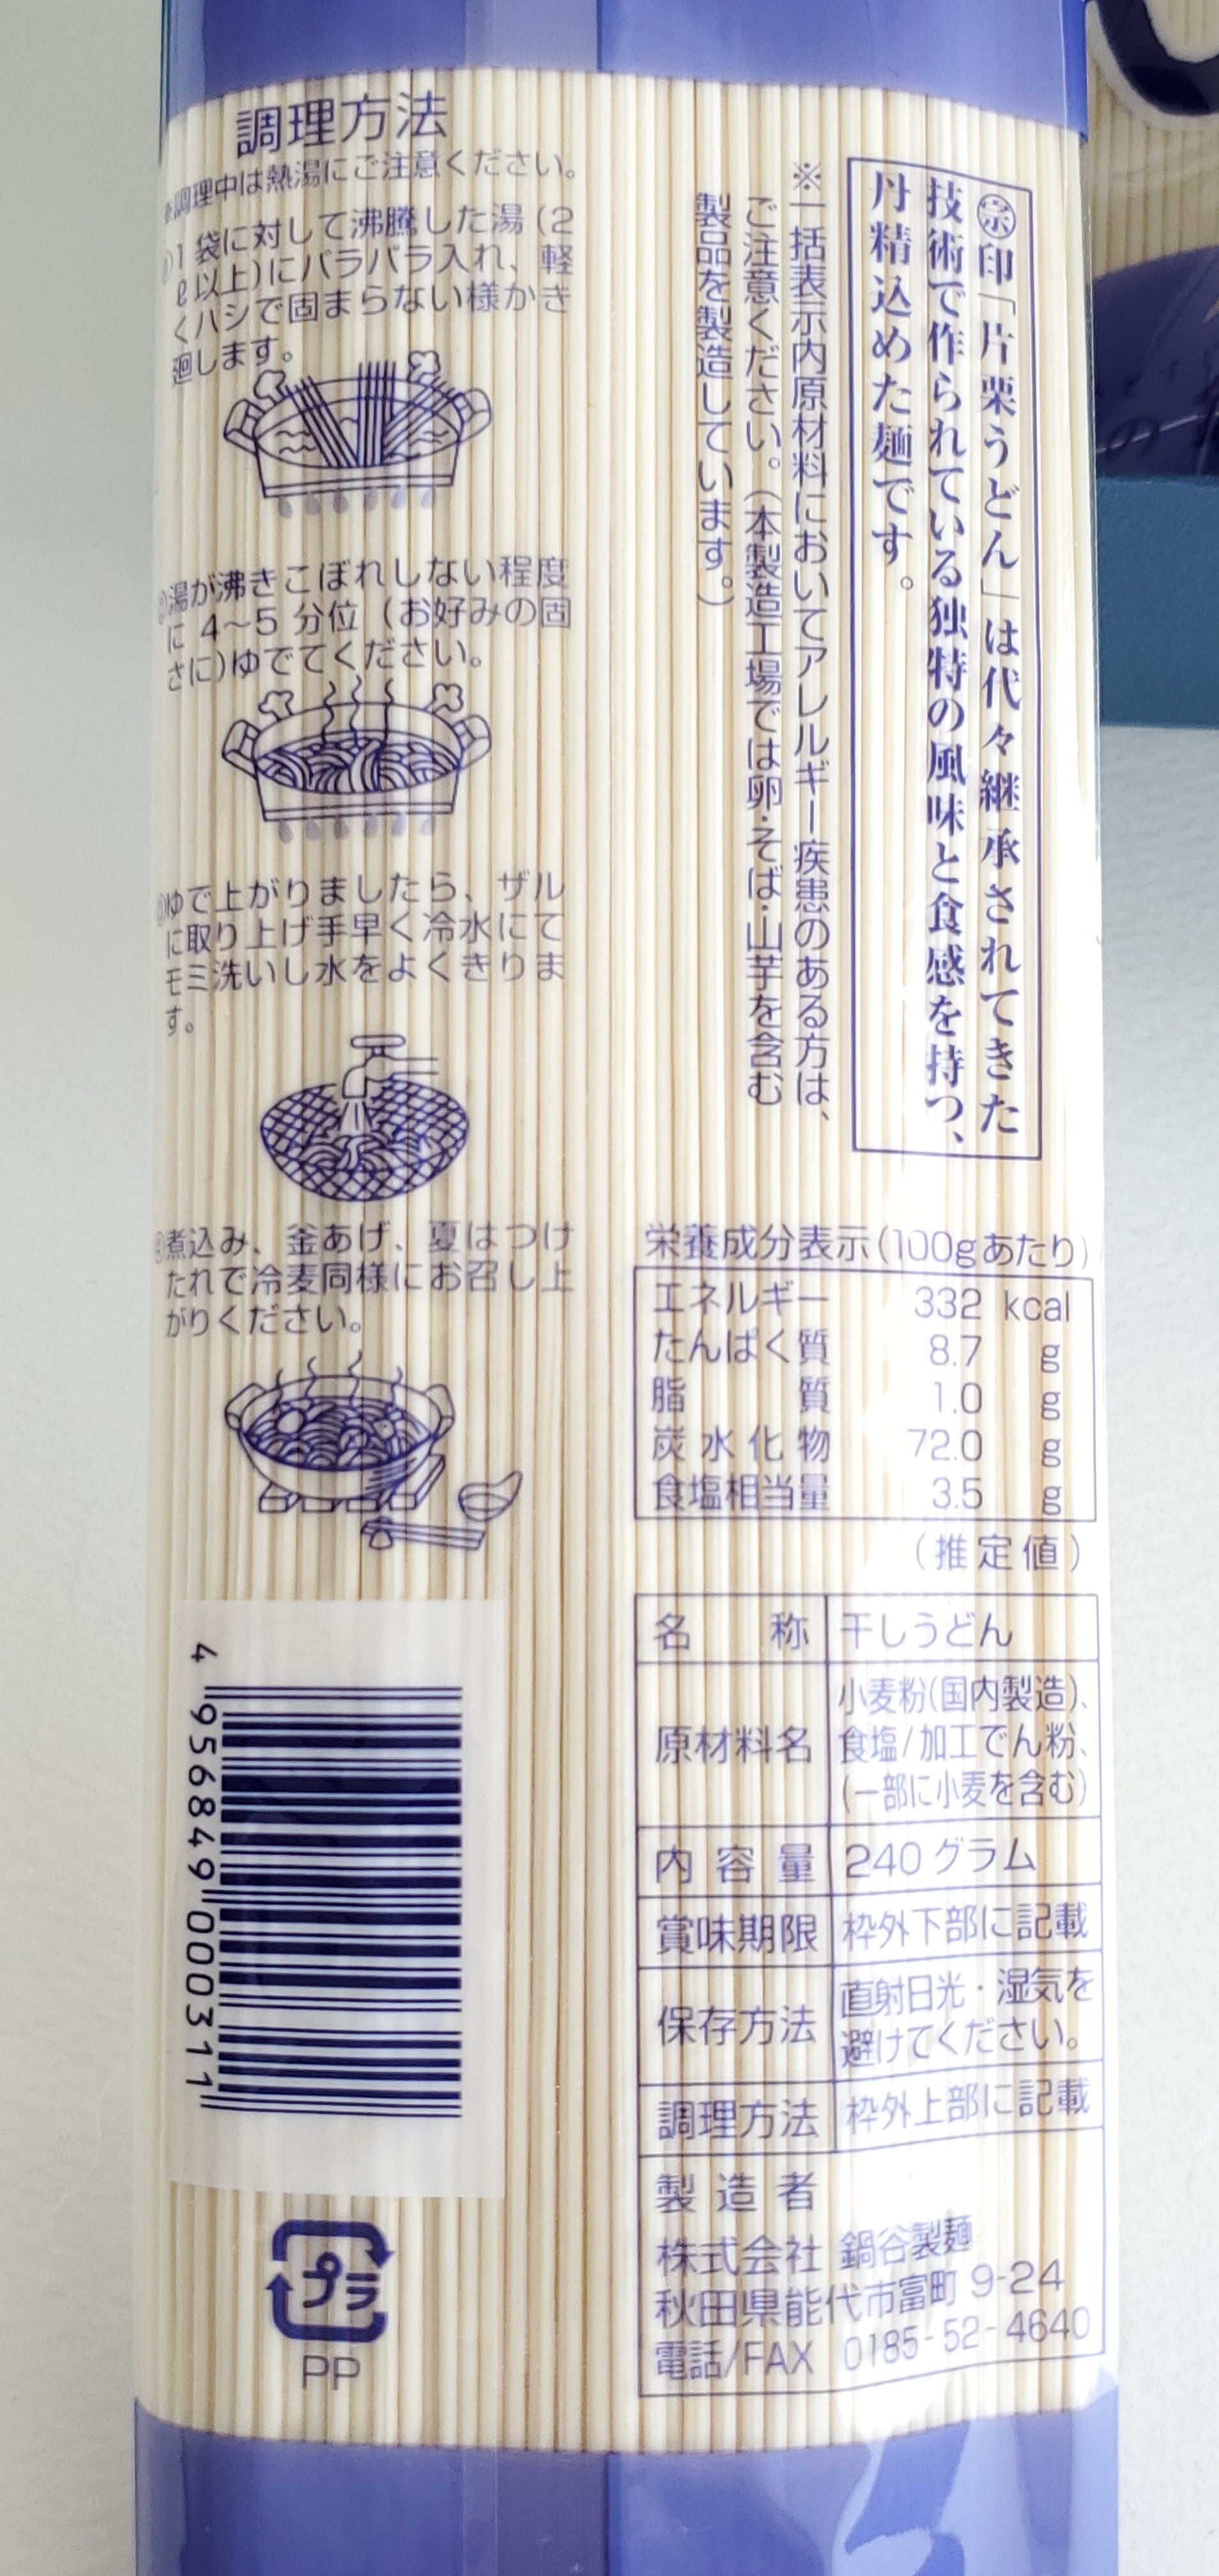 調理方法
※調理中は熱湯にご注意ください。
①1 袋に対して沸騰した湯(2
ℓ以上)にバラバラ入れ、軽
くハシで固まらない様かき
廻します。
②湯が沸きこぼれしない程度
に 4～5 分位（お好みの固
さに)ゆでてください。
③ゆで上がりましたら、ザル
に取り上げ手早く冷水にて
モミ洗いし水をよくきりま
す。
④煮込み、釜あげ、夏はつけ
たれで冷麦同様にお召し上
がりください。
㊪印「片栗うどん」は代々継承されてきた
技術で作られている独特の風味と食感を持つ、
丹精込めた麺です。
※一括表示内原材料においてアレルギー疾患のある方は、
ご注意ください。（本製造工場では卵・そば・山芋を含む
製品を製造しています。）
栄養成分表示(100gあたり)
エネルギー 332 kcal
たんぱく質 8.7 g
脂質 1.0 g
炭水化物 72.0 g
食塩相当量 3.5 g
(推定値)
名称 干しうどん
原材料名 小麦粉(国内製造)、
食塩/加工でん粉、
(一部に小麦を含む)
内容量 240グラム
賞味期限 枠外下部に記載
保存方法 直射日光・湿気を
避けてください。
調理方法 枠外上部に記載
製造者
株式会社 鍋谷製麺
秋田県能代市富町 9-24
電話/FAX 0185-52-4640
4 956849 000311
プラ
PP